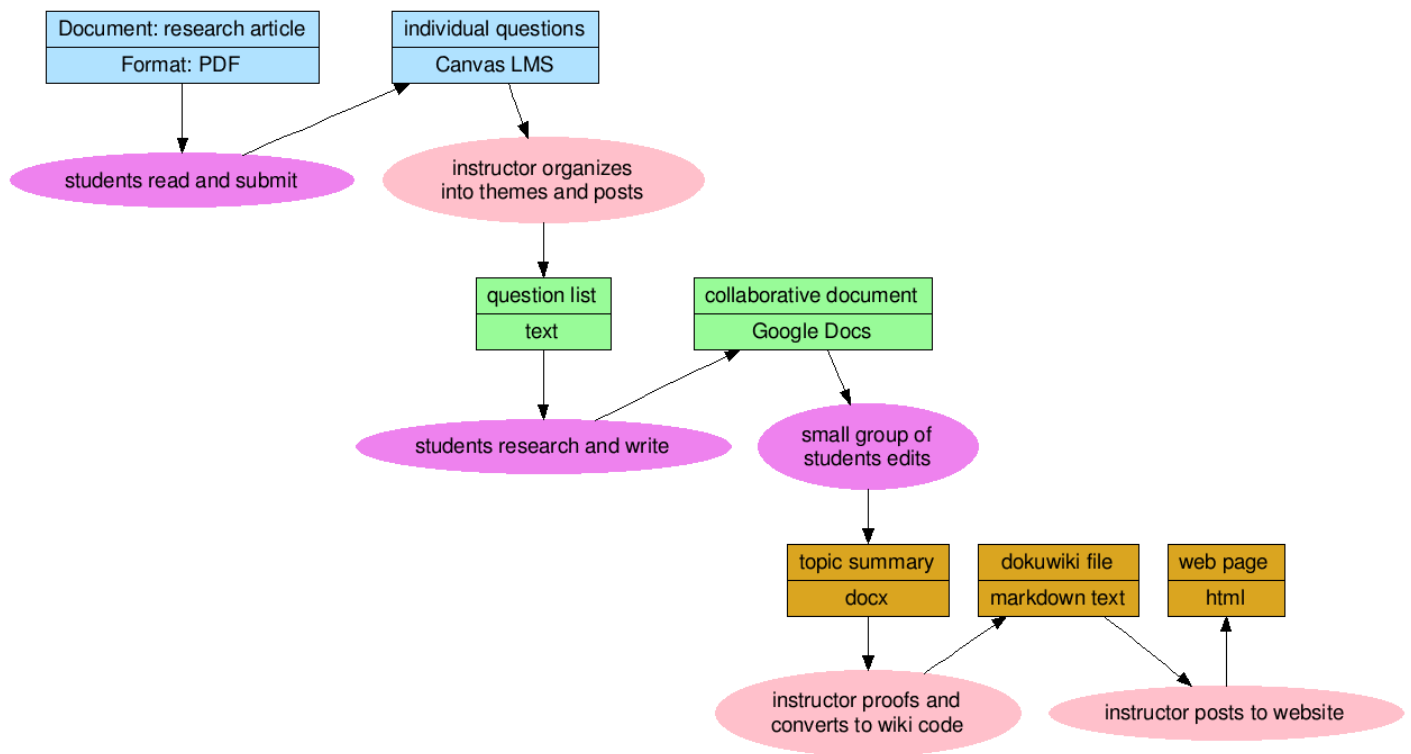 Document: research article
Format: PDF
individual questions
Canvas LMS
students read and submit
instructor organizes
into themes and posts
question list
text
collaborative document
Google Docs
students research and write
small group of
students edits
topic summary
docx
dokuwiki file
markdown text
web page
html
instructor proofs and
converts to wiki code
instructor posts to website